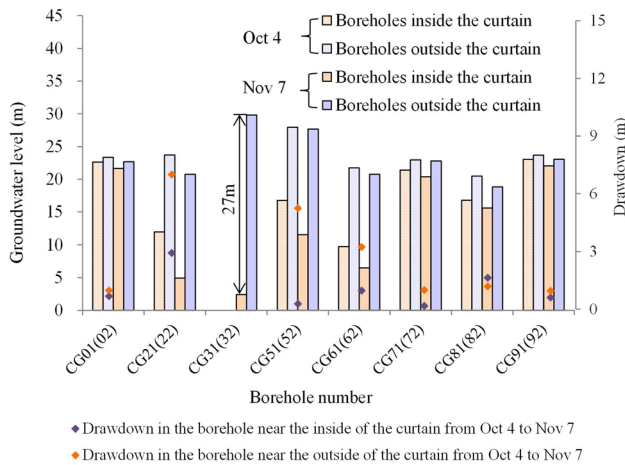 45
40
35
30
25
20
15
10
5
0
Groundwater level (m)
15
12
9
6
3
0
Drawdown (m)
Oct 4
Boreholes inside the curtain
Boreholes outside the curtain
Nov 7
Boreholes inside the curtain
Boreholes outside the curtain
27m
CG01(02)
CG21(22)
CG31(32)
CG51(52)
CG61(62)
CG71(72)
CG81(82)
CG91(92)
Borehole number
Drawdown in the borehole near the inside of the curtain from Oct 4 to Nov 7
Drawdown in the borehole near the outside of the curtain from Oct 4 to Nov 7